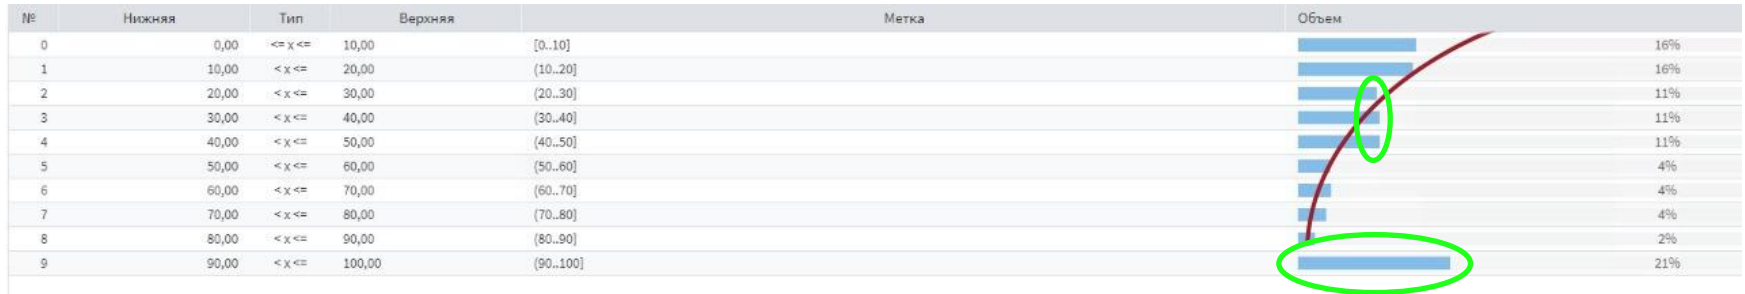 № Нижняя Тип Верхняя Метка Объем
0 0,00 <= x <= 10,00 [0..10] 16%
1 10,00 < x <= 20,00 (10..20] 16%
2 20,00 < x <= 30,00 (20..30] 11%
3 30,00 < x <= 40,00 (30..40] 11%
4 40,00 < x <= 50,00 (40..50] 11%
5 50,00 < x <= 60,00 (50..60] 4%
6 60,00 < x <= 70,00 (60..70] 4%
7 70,00 < x <= 80,00 (70..80] 4%
8 80,00 < x <= 90,00 (80..90] 2%
9 90,00 < x <= 100,00 (90..100] 21%